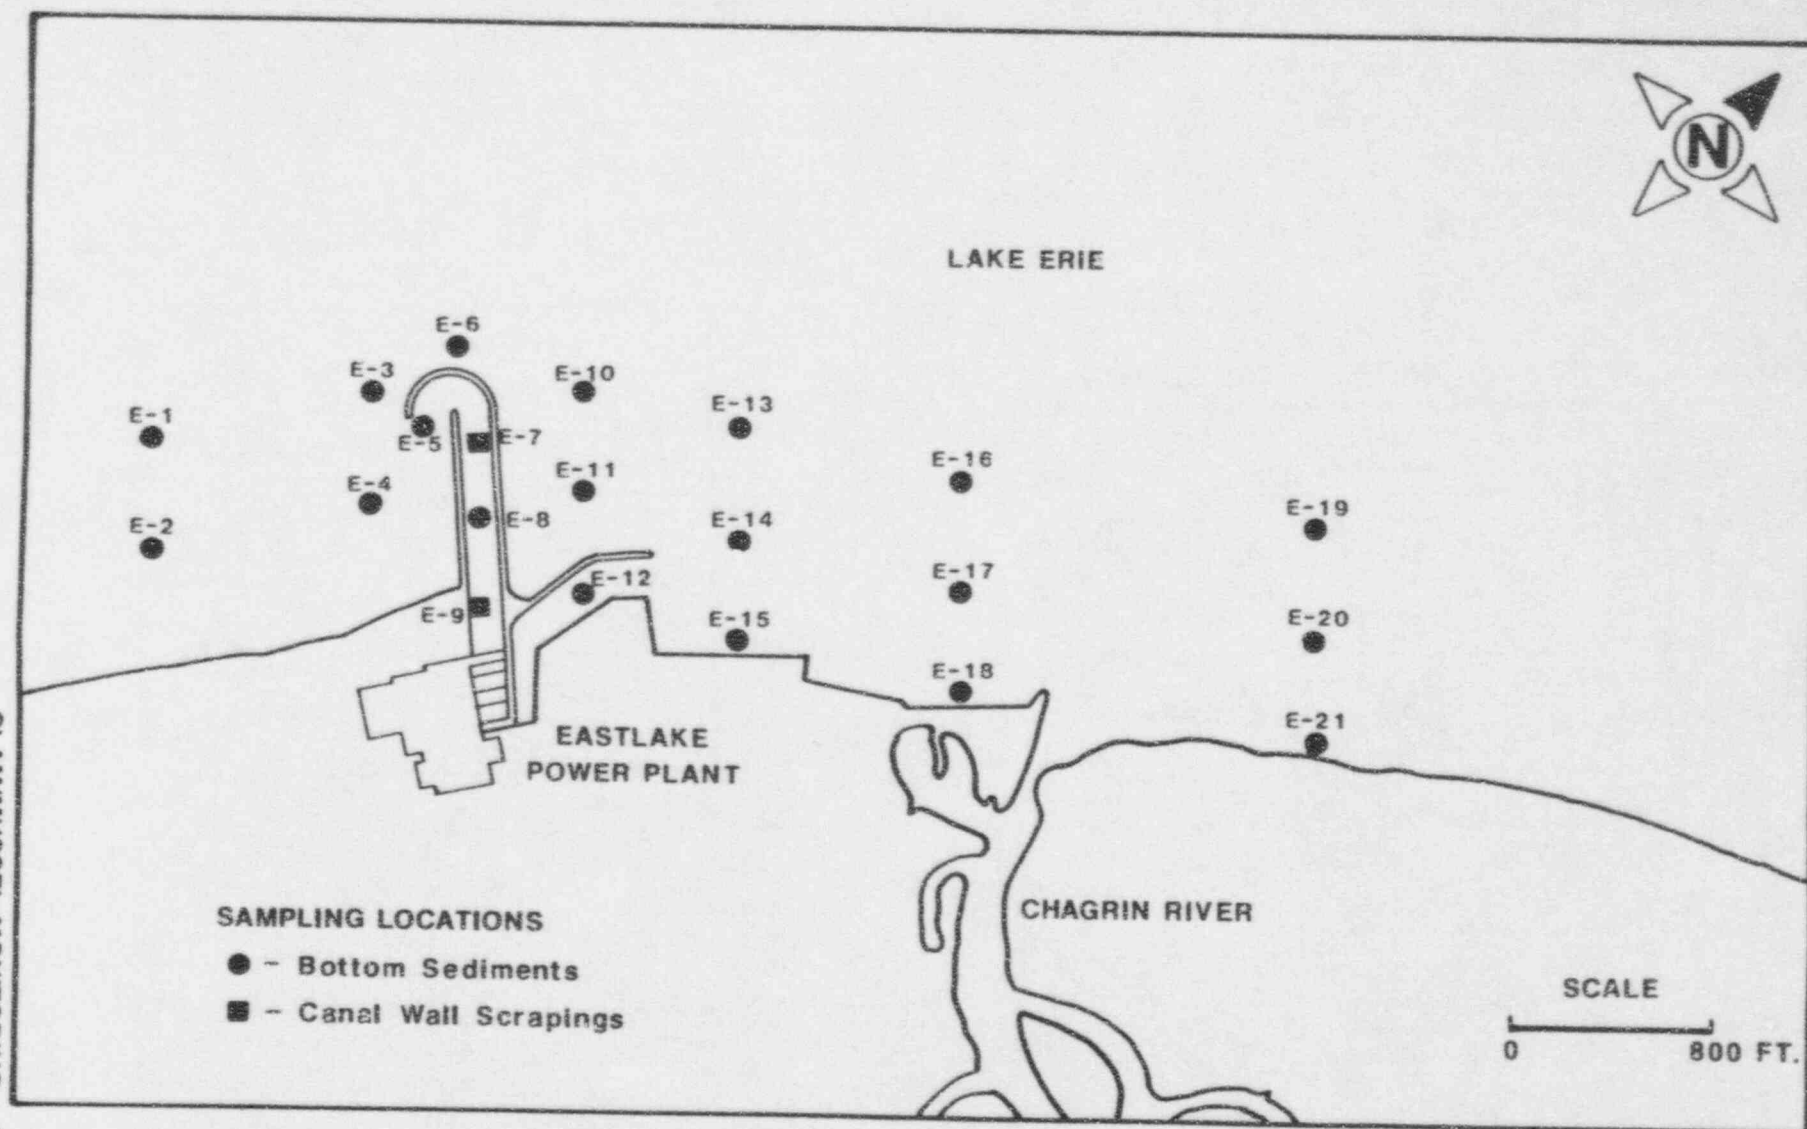 N
LAKE ERIE
E-6
E-3
E-10
E-13
E-1
E-5
E-7
E-16
E-11
E-4
E-19
E-14
E-8
E-2
E-17
E-12
E-9
E-15
E-20
E-18
E-21
EASTLAKE
POWER PLANT
CHAGRIN RIVER
SAMPLING LOCATIONS
● - Bottom Sediments
■ - Canal Wall Scrapings
SCALE
0 800 FT.